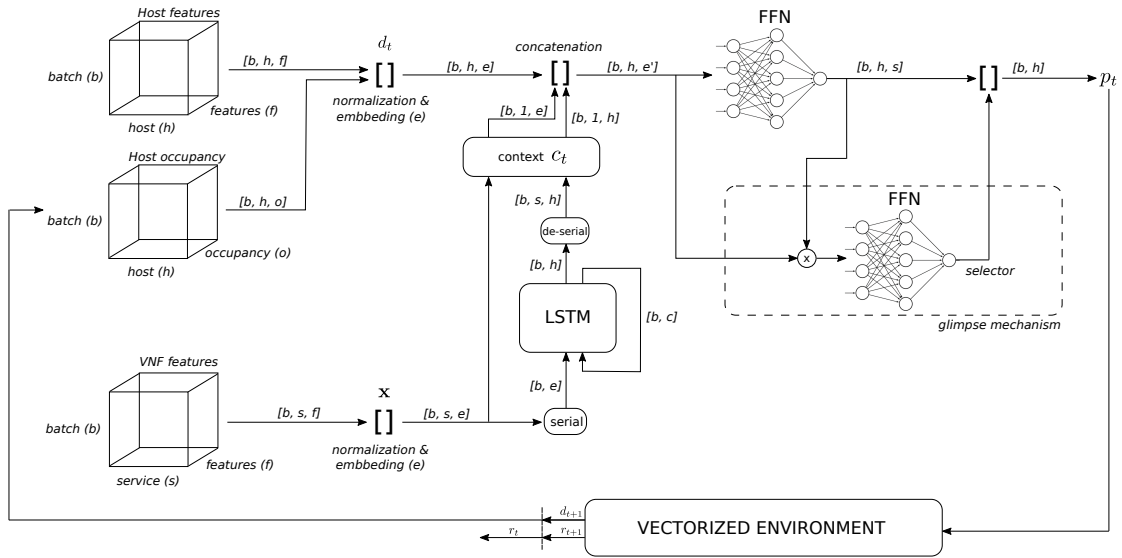 Host features
batch (b)
features (f)
host (h)
[b, h, f]
d_t
[ ]
normalization &
embbeding (e)
[b, h, e]
concatenation
[ ]
[b, h, e']
FFN
[b, h, s]
[ ]
[b, h]
p_t
[b, 1, e]
[b, 1, h]
context c_t
Host occupancy
batch (b)
occupancy (o)
host (h)
[b, h, o]
[b, s, h]
de-serial
[b, h]
LSTM
[b, c]
[b, e]
serial
FFN
x
selector
glimpse mechanism
VNF features
batch (b)
features (f)
service (s)
[b, s, f]
x
[ ]
normalization &
embbeding (e)
[b, s, e]
d_{t+1}
r_t
r_{t+1}
VECTORIZED ENVIRONMENT